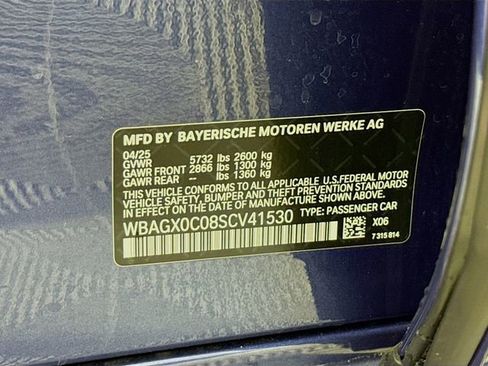 MFD BY BAYERISCHE MOTOREN WERKE AG
04/25
GVWR 5732 lbs 2600 kg
GAWR FRONT 2866 lbs 1300 kg
GAWR REAR -- lbs 1360 kg
THIS VEHICLE CONFORMS TO ALL APPLICABLE U.S.FEDERAL MOTOR
VEHICLE SAFETY, BUMPER, AND THEFT PREVENTION STANDARDS
IN EFFECT ON THE DATE OF MANUFACTURE SHOWN ABOVE.
WBAGX0C08SCV41530 TYPE: PASSENGER CAR
X06
7 315 814